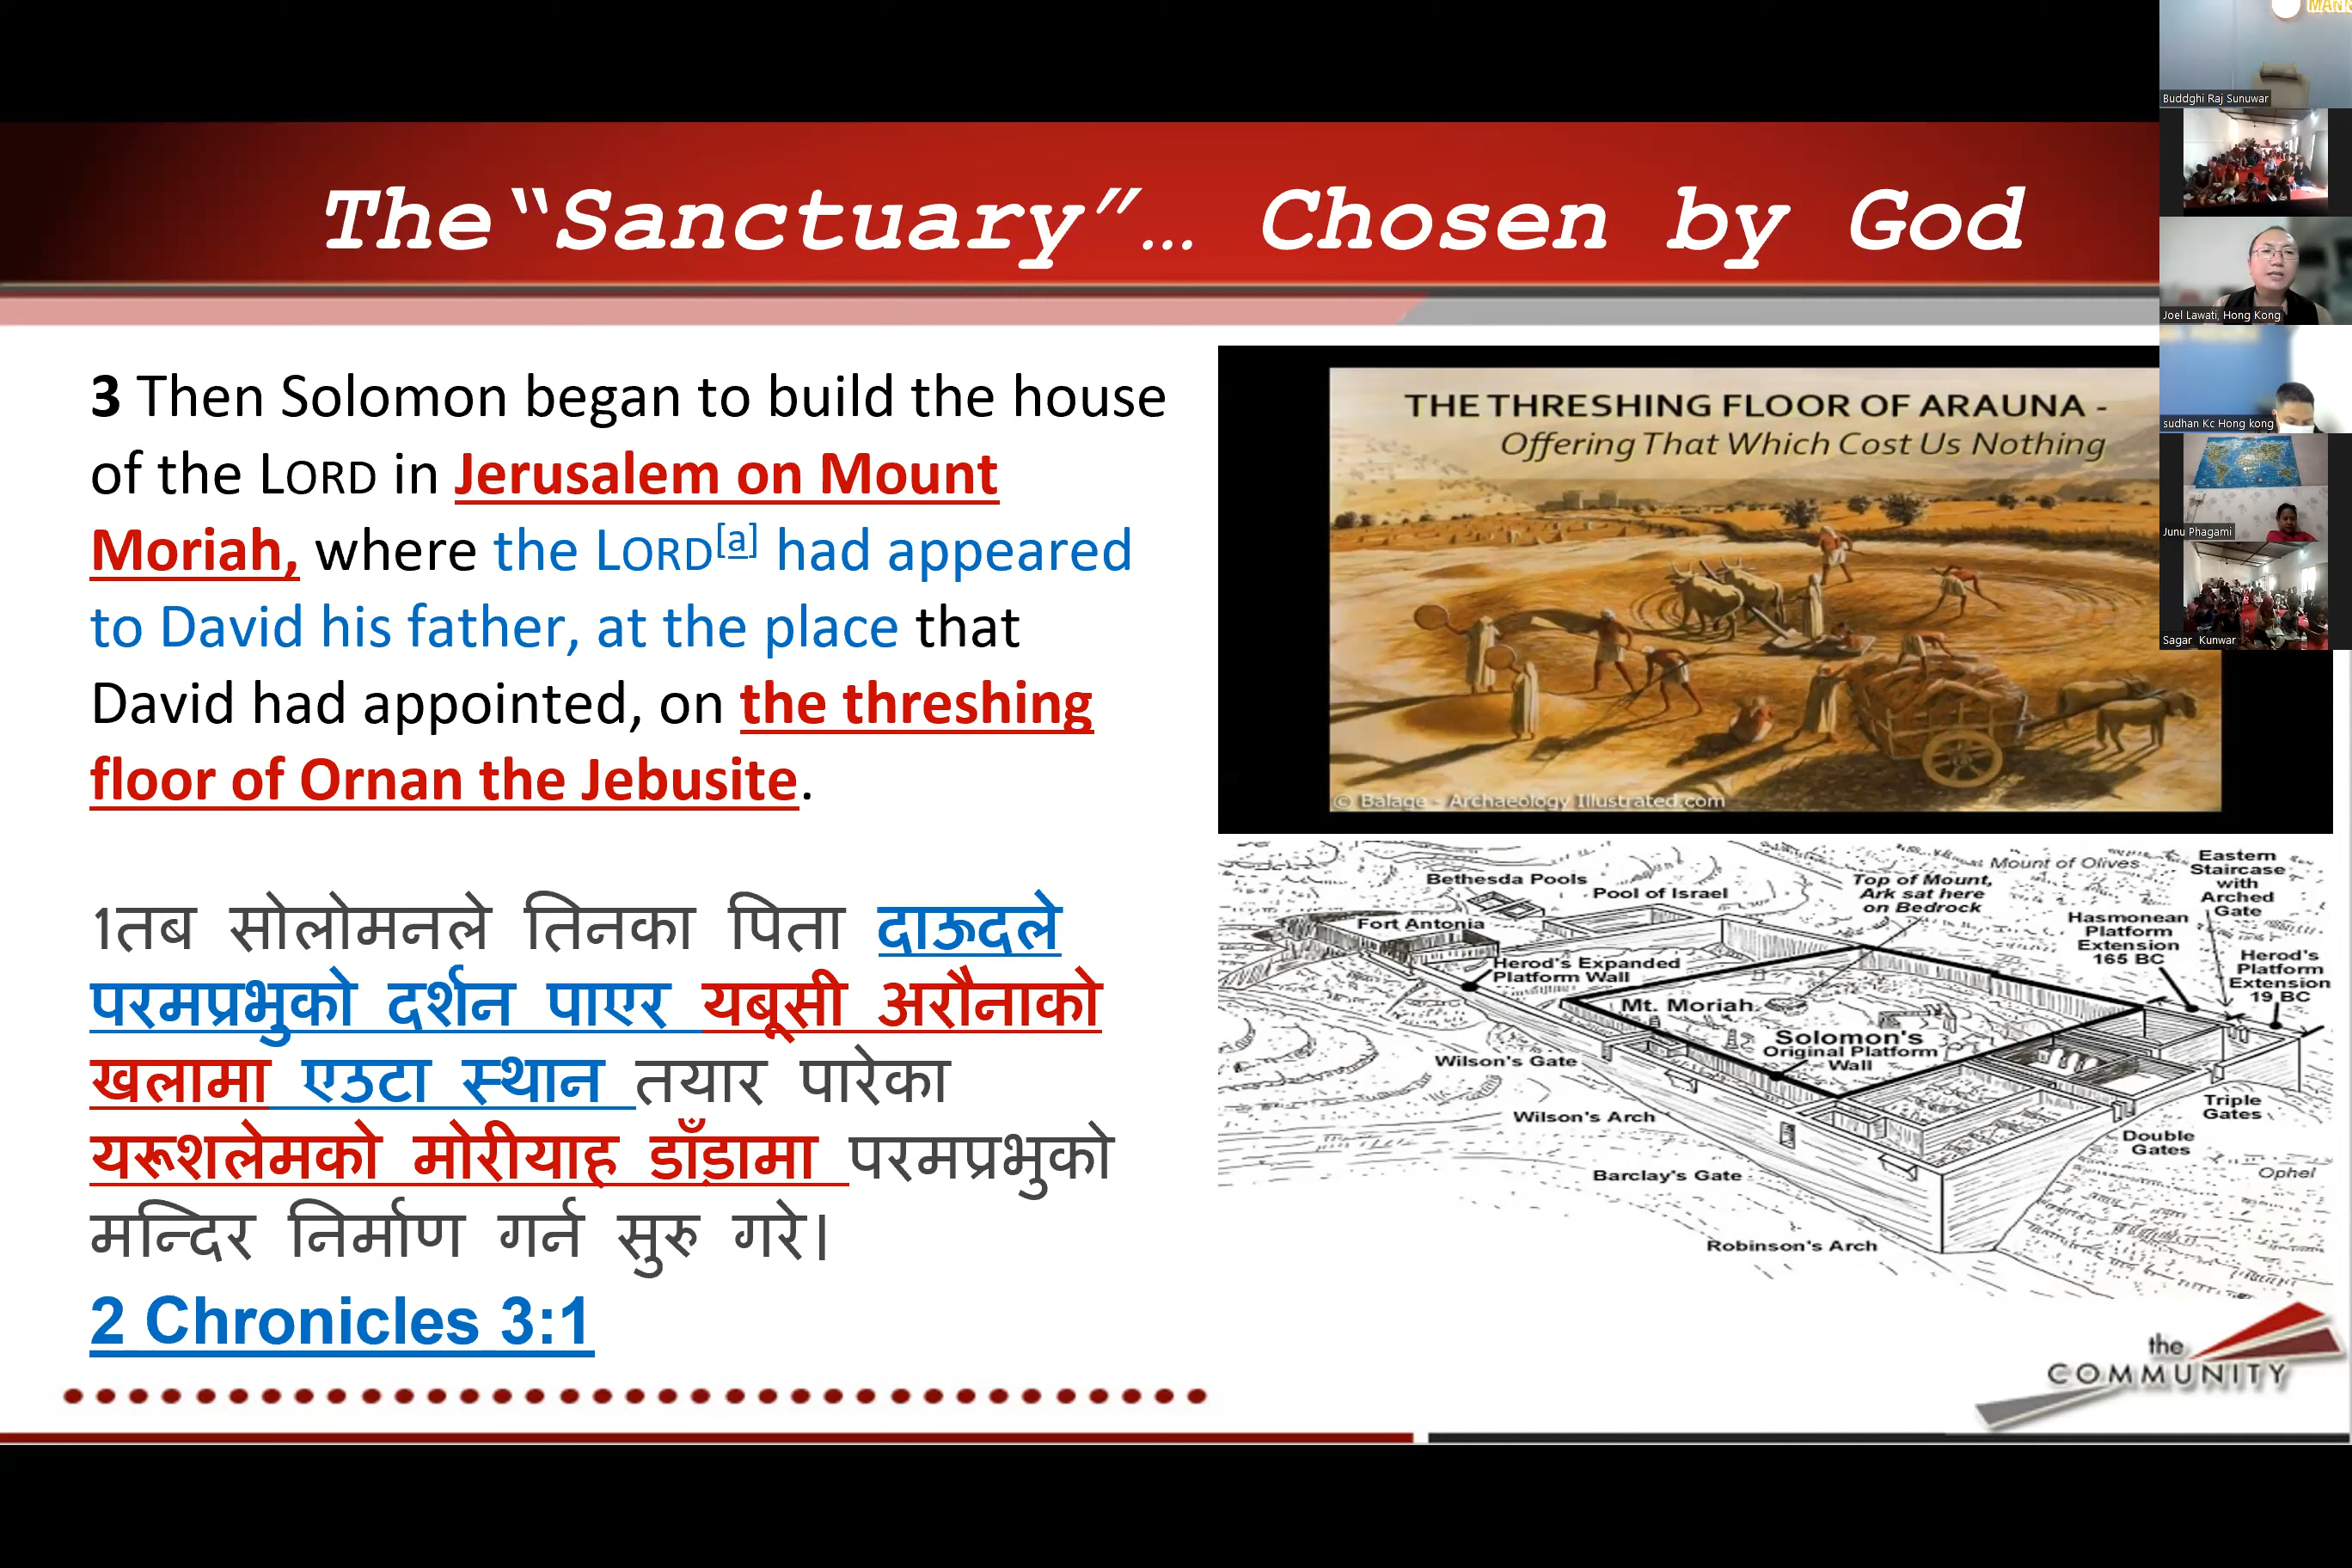 The“Sanctuary”… Chosen by God
3 Then Solomon began to build the house
of the LORD in Jerusalem on Mount
Moriah, where the LORD[a] had appeared
to David his father, at the place that
David had appointed, on the threshing
floor of Ornan the Jebusite.
1तब सोलोमनले तिनका पिता दाऊदले
परमप्रभुको दर्शन पाएर यबूसी अरौनाको
खलामा एउटा स्थान तयार पारेका
यरूशलेमको मोरीयाह डाँड़ामा परमप्रभुको
मन्दिर निर्माण गर्न सुरु गरे।
2 Chronicles 3:1
THE THRESHING FLOOR OF ARAUNA -
Offering That Which Cost Us Nothing
© Balage - Archaeology Illustrated.com
Bethesda Pools
Pool of Israel
Fort Antonia
Herod's Expanded
Platform Wall
Top of Mount,
Ark sat here
on Bedrock
Mount of Olives
Eastern
Staircase
with
Arched
Gate
Hasmonean
Platform
Extension
165 BC
Herod's
Platform
Extension
19 BC
Mt. Moriah
Solomon's
Original Platform
Wall
Wilson's Gate
Wilson's Arch
Barclay's Gate
Robinson's Arch
Triple
Gates
Double
Gates
Ophel
the
COMMUNITY
Buddghi Raj Sunuwar
Joel Lawati, Hong Kong
sudhan Kc Hong kong
Junu Phagami
Sagar Kunwar